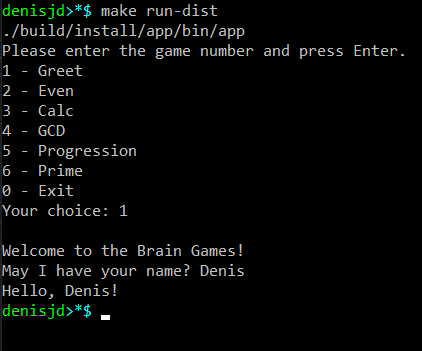 denisjd>*$ make run-dist
./build/install/app/bin/app
Please enter the game number and press Enter.
1 - Greet
2 - Even
3 - Calc
4 - GCD
5 - Progression
6 - Prime
0 - Exit
Your choice: 1
Welcome to the Brain Games!
May I have your name? Denis
Hello, Denis!
denisjd>*$